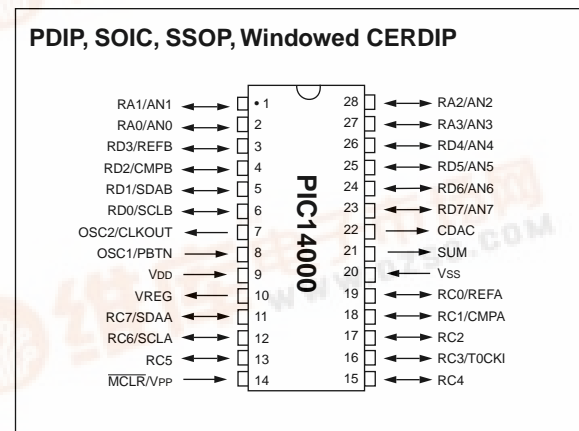 PDIP, SOIC, SSOP, Windowed CERDIP
RA1/AN1 1 28 RA2/AN2
RA0/AN0 2 27 RA3/AN3
RD3/REFB 3 26 RD4/AN4
RD2/CMPB 4 25 RD5/AN5
RD1/SDAB 5 24 RD6/AN6
RD0/SCLB 6 23 RD7/AN7
OSC2/CLKOUT 7 22 CDAC
OSC1/PBTN 8 21 SUM
VDD 9 20 VSS
VREG 10 19 RC0/REFA
RC7/SDAA 11 18 RC1/CMPA
RC6/SCLA 12 17 RC2
RC5 13 16 RC3/T0CKI
MCLR/VPP 14 15 RC4
PIC14000